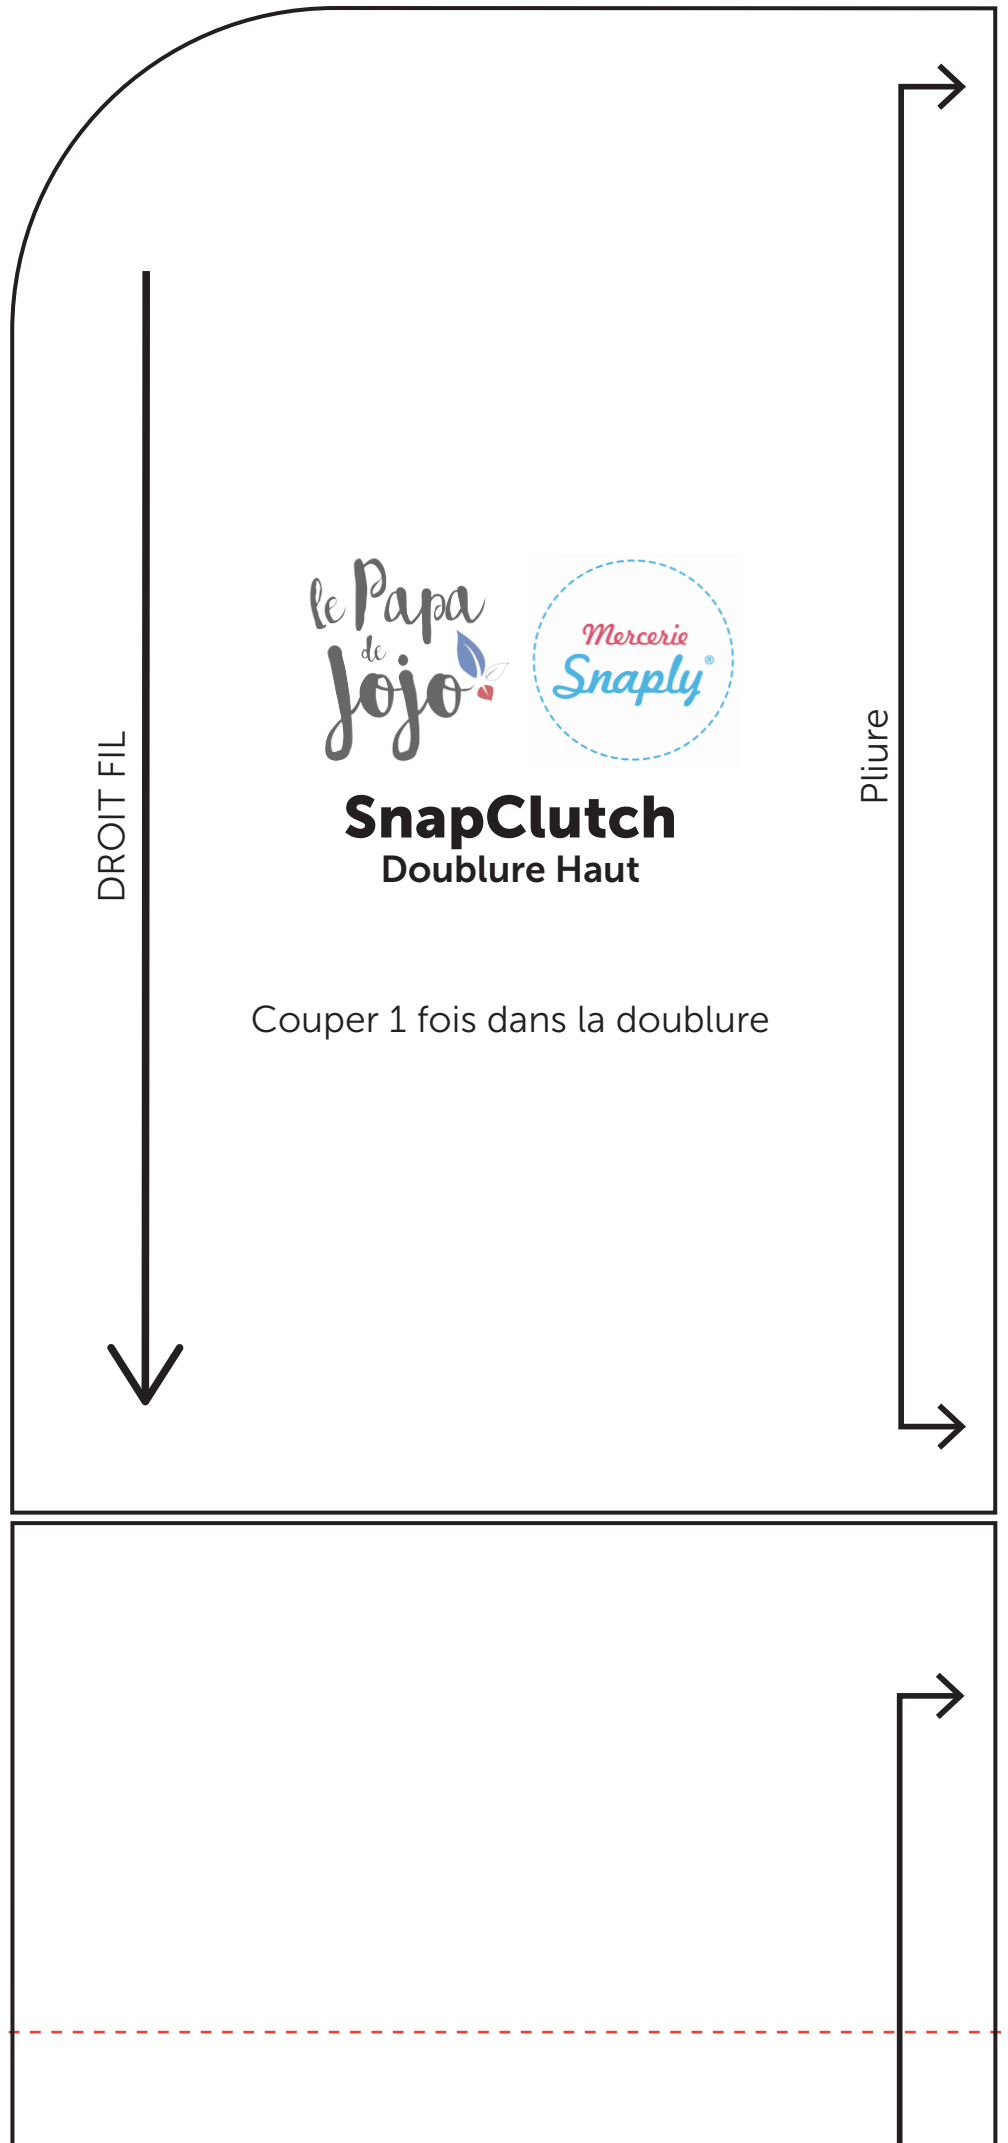 le Papa
de
Jojo
Mercerie
Snaply®
SnapClutch
Doublure Haut
Couper 1 fois dans la doublure
DROIT FIL
Pliure